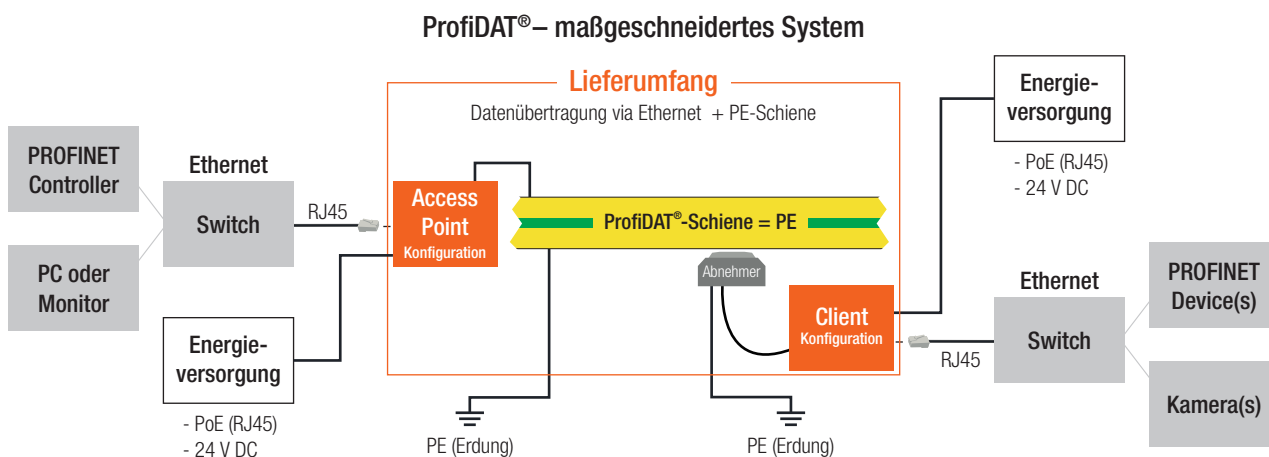 ProfiDAT® – maßgeschneidertes System
Lieferumfang
Datenübertragung via Ethernet + PE-Schiene
PROFINET
Controller
PC oder
Monitor
Ethernet
Switch
RJ45
Energie-
versorgung
- PoE (RJ45)
- 24 V DC
Access
Point
Konfiguration
ProfiDAT®-Schiene = PE
Abnehmer
Client
Konfiguration
PE (Erdung)
PE (Erdung)
Energie-
versorgung
- PoE (RJ45)
- 24 V DC
RJ45
Ethernet
Switch
PROFINET
Device(s)
Kamera(s)